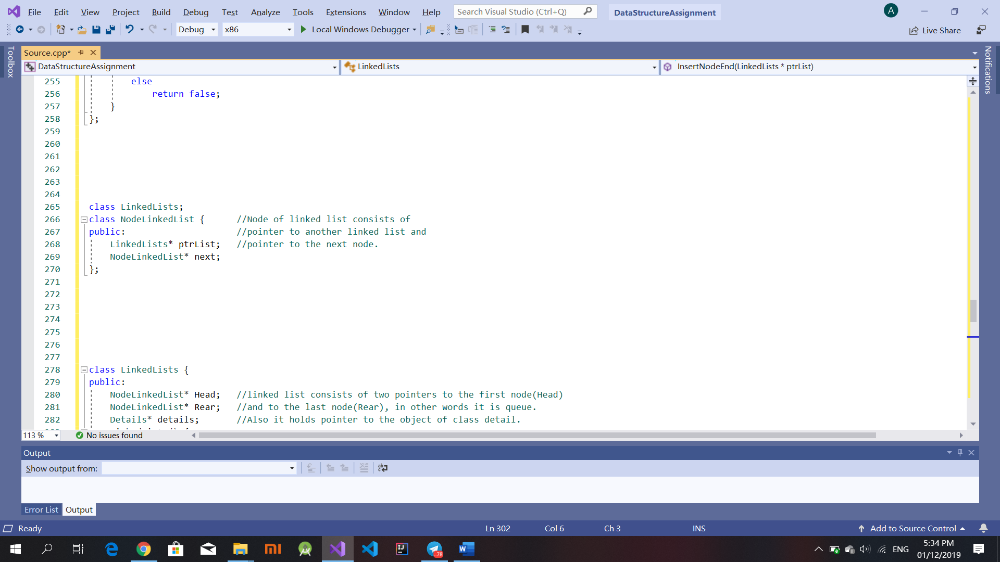 File Edit View Project Build Debug Test Analyze Tools Extensions Window Help Search Visual Studio (Ctrl+Q) DataStructureAssignment A
Debug x86 Local Windows Debugger Live Share
Toolbox
Notifications
Source.cpp*
DataStructureAssignment LinkedLists InsertNodeEnd(LinkedLists * ptrList)
255 else
256 return false;
257 }
258 };
259
260
261
262
263
264
265 class LinkedLists;
266 class NodeLinkedList { //Node of linked list consists of
267 public: //pointer to another linked list and
268 LinkedLists* ptrList; //pointer to the next node.
269 NodeLinkedList* next;
270 };
271
272
273
274
275
276
277
278 class LinkedLists {
279 public:
280 NodeLinkedList* Head; //linked list consists of two pointers to the first node(Head)
281 NodeLinkedList* Rear; //and to the last node(Rear), in other words it is queue.
282 Details* details; //Also it holds pointer to the object of class detail.
113 % No issues found
Output
Show output from:
Error List Output
Ready Ln 302 Col 6 Ch 3 INS Add to Source Control
ENG 5:34 PM
01/12/2019